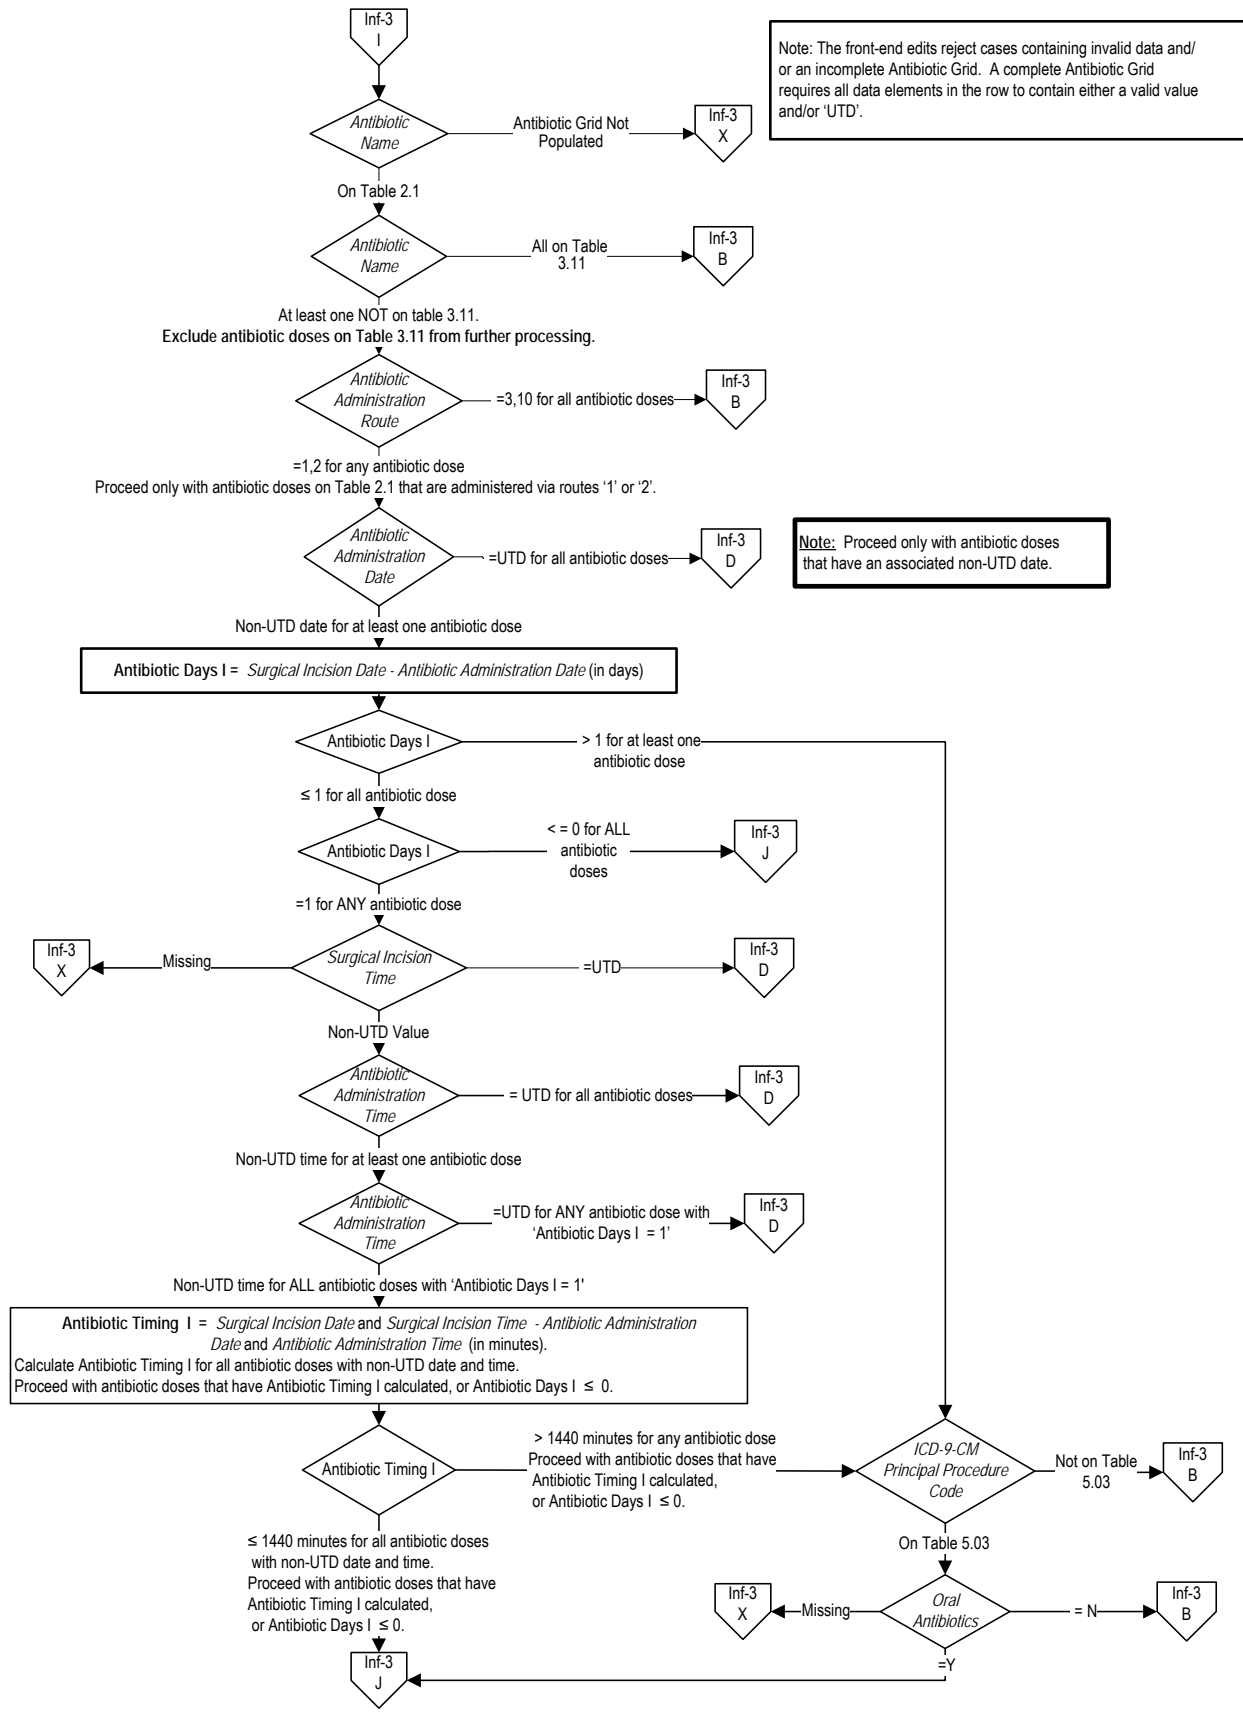 Inf-3
I
Note: The front-end edits reject cases containing invalid data and/
or an incomplete Antibiotic Grid. A complete Antibiotic Grid
requires all data elements in the row to contain either a valid value
and/or ‘UTD’.
Antibiotic
Name
Antibiotic Grid Not
Populated
Inf-3
X
On Table 2.1
Antibiotic
Name
All on Table
3.11
Inf-3
B
At least one NOT on table 3.11.
Exclude antibiotic doses on Table 3.11 from further processing.
Antibiotic
Administration
Route
=3,10 for all antibiotic doses
Inf-3
B
=1,2 for any antibiotic dose
Proceed only with antibiotic doses on Table 2.1 that are administered via routes ‘1’ or ‘2’.
Antibiotic
Administration
Date
=UTD for all antibiotic doses
Inf-3
D
Note: Proceed only with antibiotic doses
that have an associated non-UTD date.
Non-UTD date for at least one antibiotic dose
Antibiotic Days I = Surgical Incision Date - Antibiotic Administration Date (in days)
Antibiotic Days I
> 1 for at least one
antibiotic dose
≤ 1 for all antibiotic dose
Antibiotic Days I
< = 0 for ALL
antibiotic
doses
Inf-3
J
=1 for ANY antibiotic dose
Inf-3
X
Missing
Surgical Incision
Time
=UTD
Inf-3
D
Non-UTD Value
Antibiotic
Administration
Time
= UTD for all antibiotic doses
Inf-3
D
Non-UTD time for at least one antibiotic dose
Antibiotic
Administration
Time
=UTD for ANY antibiotic dose with
‘Antibiotic Days I = 1’
Inf-3
D
Non-UTD time for ALL antibiotic doses with ‘Antibiotic Days I = 1'
Antibiotic Timing I = Surgical Incision Date and Surgical Incision Time - Antibiotic Administration
Date and Antibiotic Administration Time (in minutes).
Calculate Antibiotic Timing I for all antibiotic doses with non-UTD date and time.
Proceed with antibiotic doses that have Antibiotic Timing I calculated, or Antibiotic Days I ≤ 0.
Antibiotic Timing I
> 1440 minutes for any antibiotic dose
Proceed with antibiotic doses that have
Antibiotic Timing I calculated,
or Antibiotic Days I ≤ 0.
ICD-9-CM
Principal Procedure
Code
Not on Table
5.03
Inf-3
B
≤ 1440 minutes for all antibiotic doses
with non-UTD date and time.
Proceed with antibiotic doses that have
Antibiotic Timing I calculated,
or Antibiotic Days I ≤ 0.
On Table 5.03
Inf-3
X
Missing
Oral
Antibiotics
= N
Inf-3
B
=Y
Inf-3
J